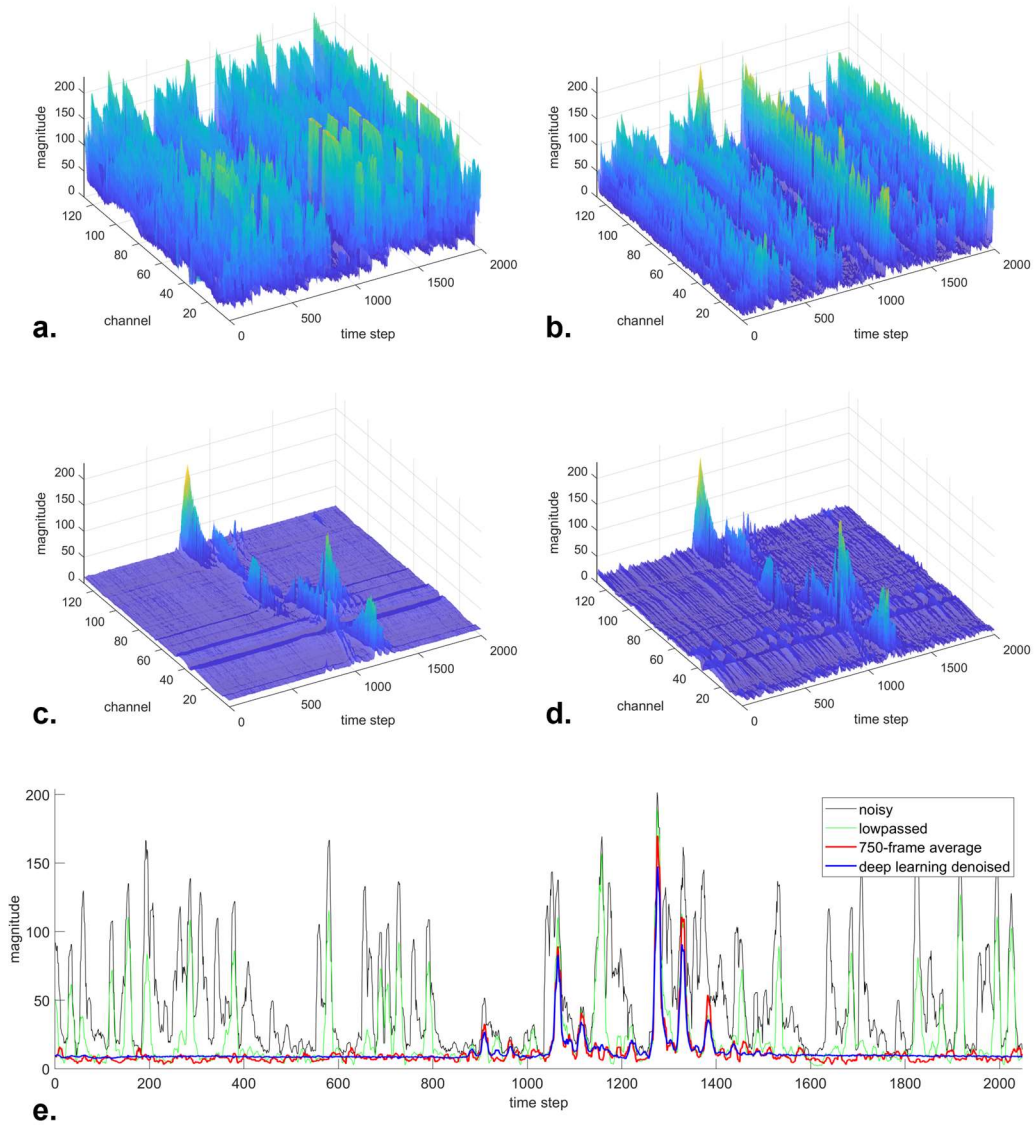 200
150
100
50
0
magnitude
120
100
80
60
40
20
channel
0
500
1000
1500
2000
time step
a.
200
150
100
50
0
magnitude
120
100
80
60
40
20
channel
0
500
1000
1500
2000
time step
b.
200
150
100
50
0
magnitude
120
100
80
60
40
20
channel
0
500
1000
1500
2000
time step
c.
200
150
100
50
0
magnitude
120
100
80
60
40
20
channel
0
500
1000
1500
2000
time step
d.
200
150
100
50
0
magnitude
noisy
lowpassed
750-frame average
deep learning denoised
0 200 400 600 800 1000 1200 1400 1600 1800 2000
time step
e.